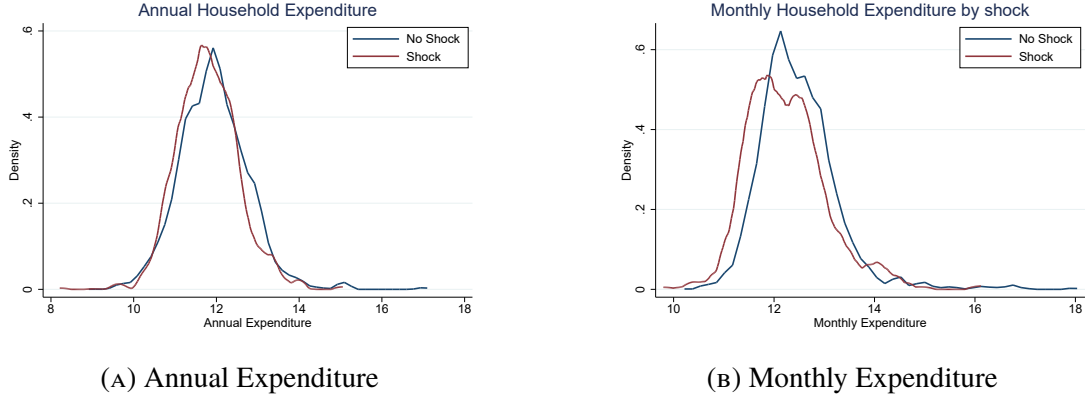 Annual Household Expenditure
No Shock
Shock
Density
0
.2
.4
.6
8
10
12
14
16
18
Annual Expenditure
(A) Annual Expenditure
Monthly Household Expenditure by shock
No Shock
Shock
Density
0
.2
.4
.6
10
12
14
16
18
Monthly Expenditure
(B) Monthly Expenditure